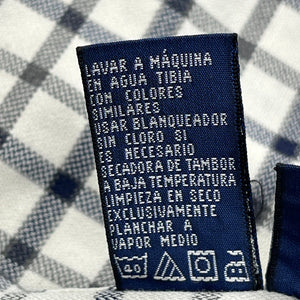 LAVAR A MÁQUINA
EN AGUA TIBIA
CON COLORES
SIMILARES
USAR BLANQUEADOR
SIN CLORO SI
ES NECESARIO
SECADORA DE TAMBOR
A BAJA TEMPERATURA
LIMPIEZA EN SECO
EXCLUSIVAMENTE
PLANCHAR A
VAPOR MEDIO